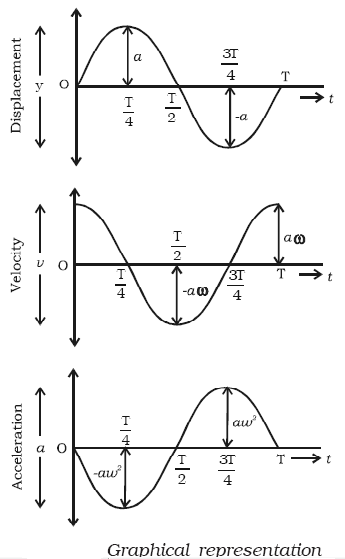 Displacement
y
O
a
T/4
T/2
3T/4
-a
T
t
Velocity
v
O
T/4
T/2
-aω
3T/4
aω
T
t
Acceleration
a
O
T/4
-aw²
T/2
3T/4
aw²
T
t
Graphical representation